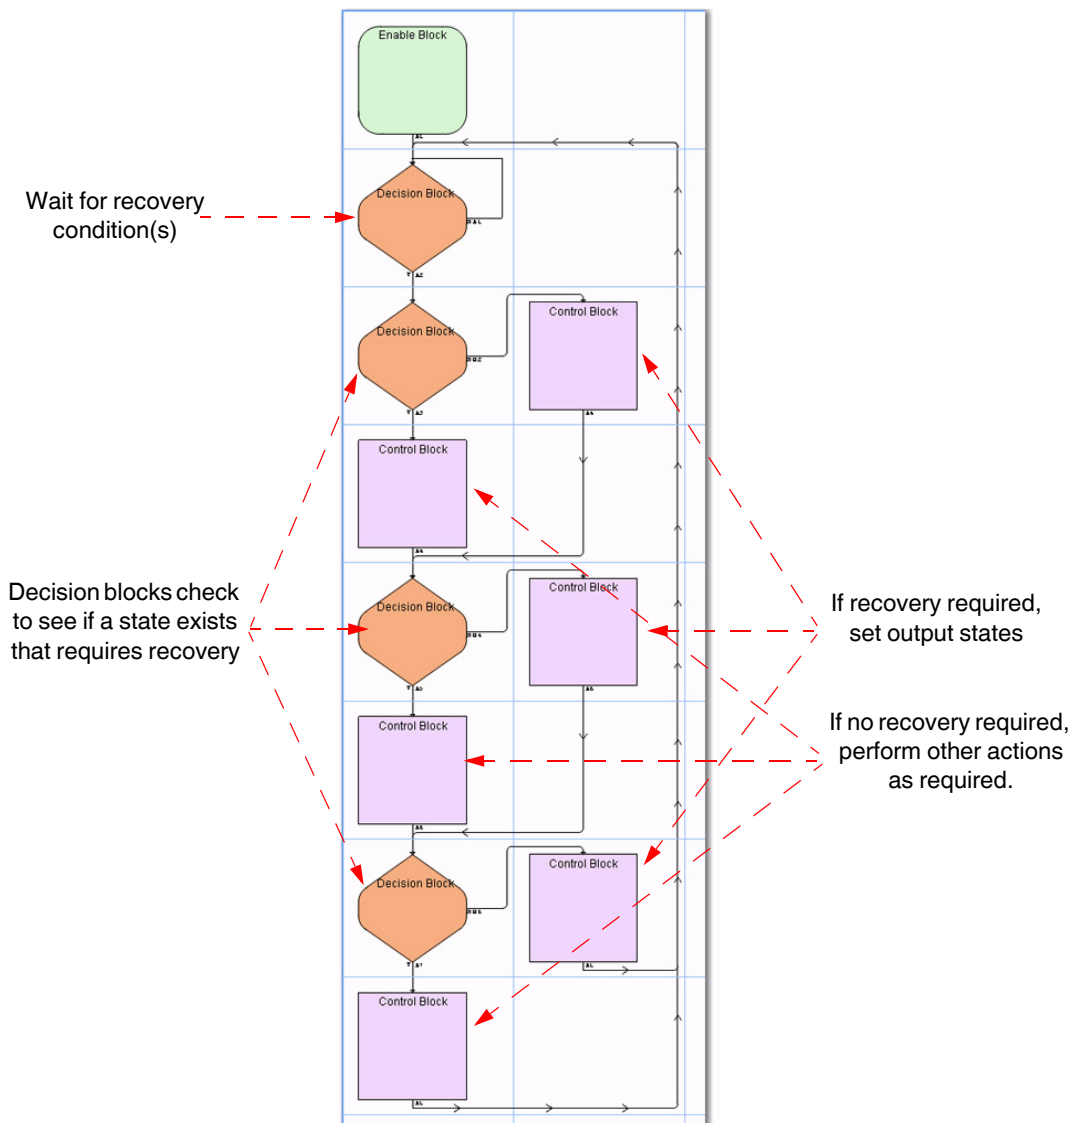 Enable Block
Decision Block
Wait for recovery
condition(s)
Decision Block
Control Block
Control Block
Decision blocks check
to see if a state exists
that requires recovery
Decision Block
Control Block
If recovery required,
set output states
Control Block
If no recovery required,
perform other actions
as required.
Decision Block
Control Block
Control Block